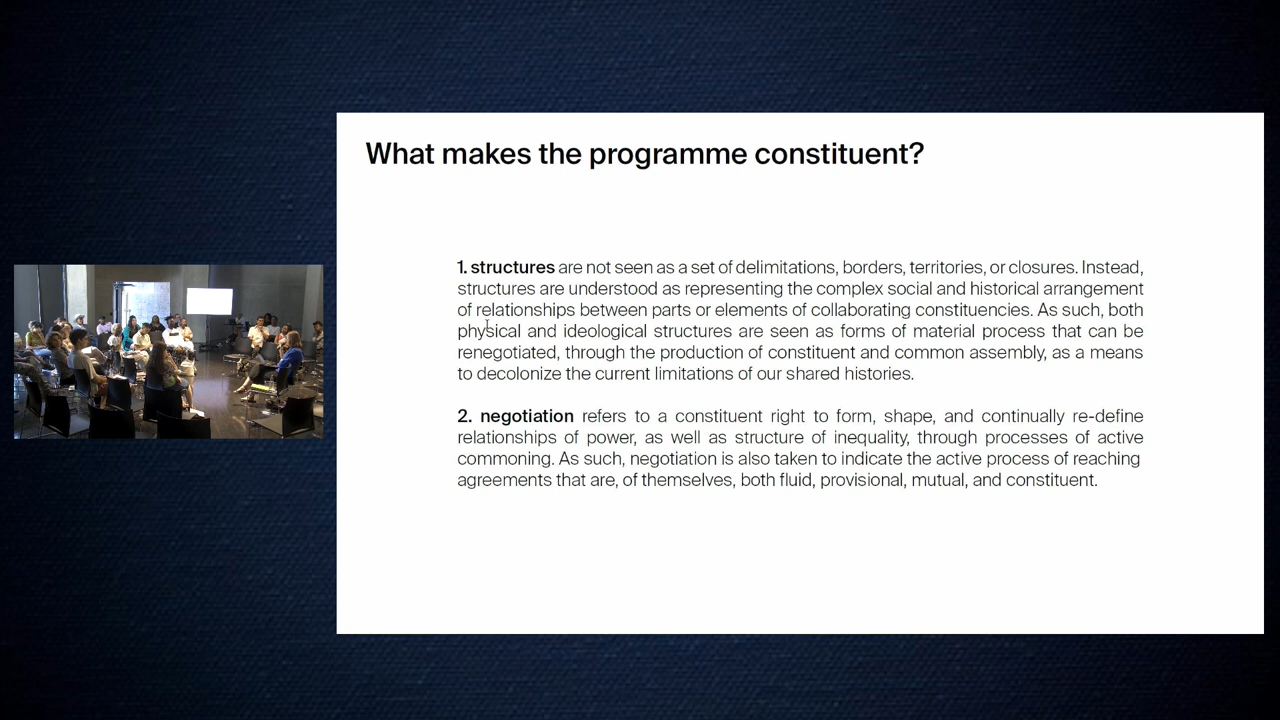 What makes the programme constituent?
1. structures are not seen as a set of delimitations, borders, territories, or closures. Instead,
structures are understood as representing the complex social and historical arrangement
of relationships between parts or elements of collaborating constituencies. As such, both
physical and ideological structures are seen as forms of material process that can be
renegotiated, through the production of constituent and common assembly, as a means
to decolonize the current limitations of our shared histories.
2. negotiation refers to a constituent right to form, shape, and continually re-define
relationships of power, as well as structure of inequality, through processes of active
commoning. As such, negotiation is also taken to indicate the active process of reaching
agreements that are, of themselves, both fluid, provisional, mutual, and constituent.